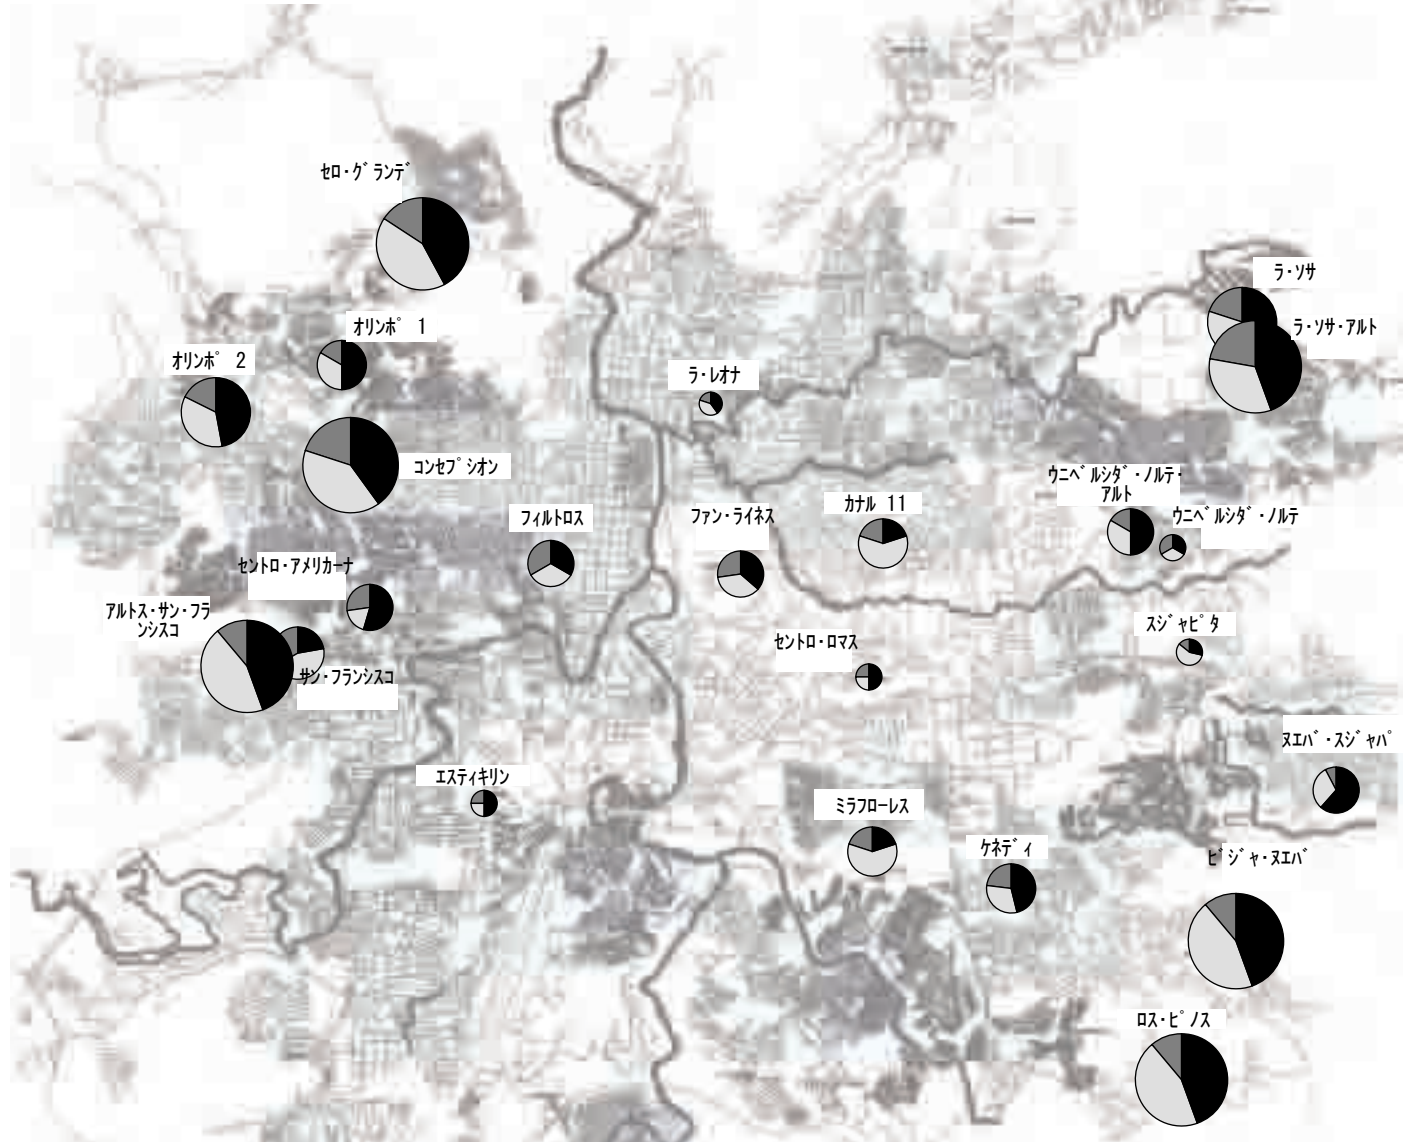 セロ・グランデ
ラ・ソサ
オリンポ 1
ラ・ソサ・アルト
オリンポ 2
ラ・レオナ
コンセプシオン
ウニベルシダ・ノルテ・
アルト
カナル 11
フィルトロス
ファン・ライネス
ウニベルシダ・ノルテ
セントロ・アメリカーナ
アルトス・サン・フラ
ンシスコ
スジャピタ
セントロ・ロマス
サン・フランシスコ
ヌエバ・スジャパ
エスティキリン
ミラフローレス
ケネディ
ビジャ・ヌエバ
ロス・ピノス